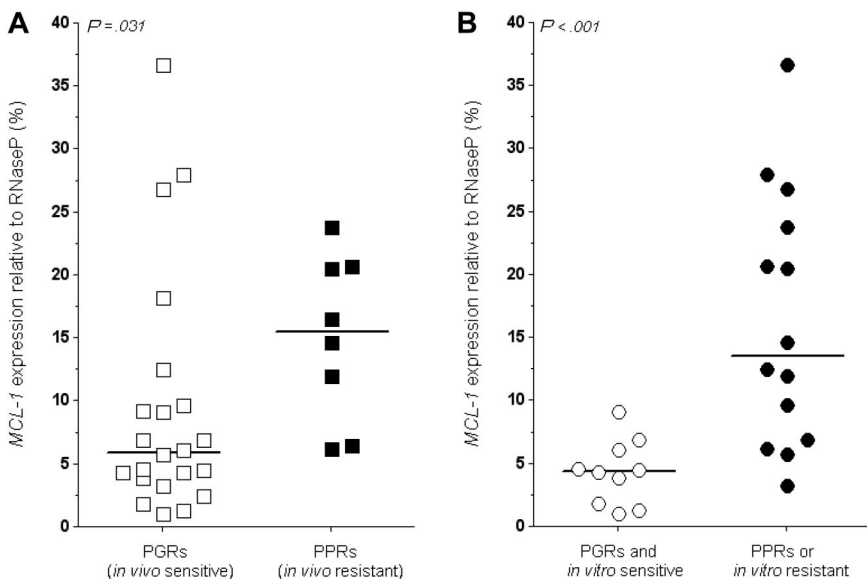 A
P = .031
MCL-1 expression relative to RNaseP (%)
40
35
30
25
20
15
10
5
0
PGRs
(in vivo sensitive)
PPRs
(in vivo resistant)
B
P < .001
MCL-1 expression relative to RNaseP (%)
40
35
30
25
20
15
10
5
0
PGRs and
in vitro sensitive
PPRs or
in vitro resistant